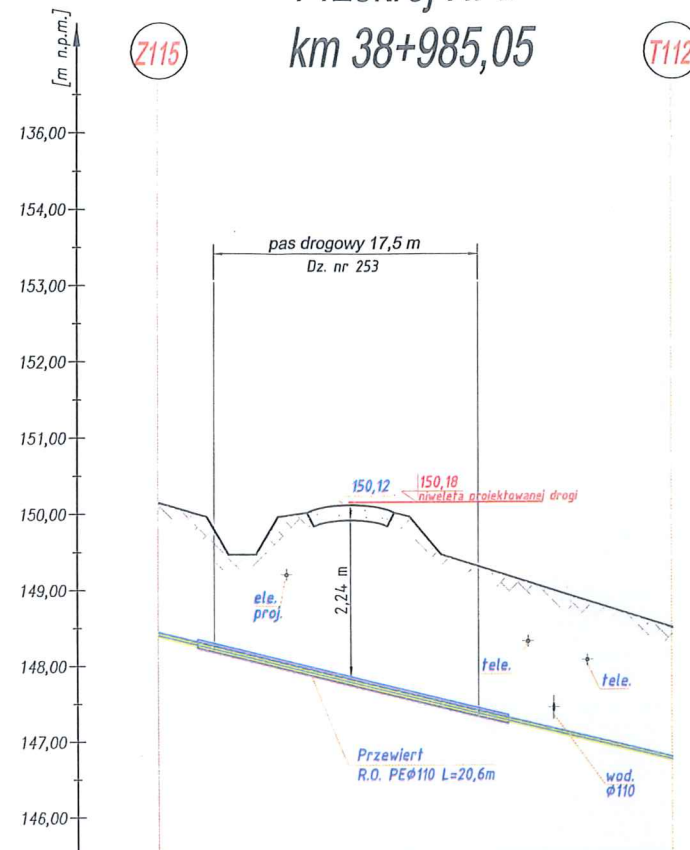 [m n.p.m.]
Z115
km 38+985,05
T112
136,00
154,00
153,00
152,00
151,00
150,00
149,00
148,00
147,00
146,00
pas drogowy 17,5 m
Dz. nr 253
150,12
150,18
niweleta projektowanej drogi
2,24 m
ele.
proj.
tele.
tele.
Przewiert
R.O. PEϕ110 L=20,6m
wod.
ϕ110